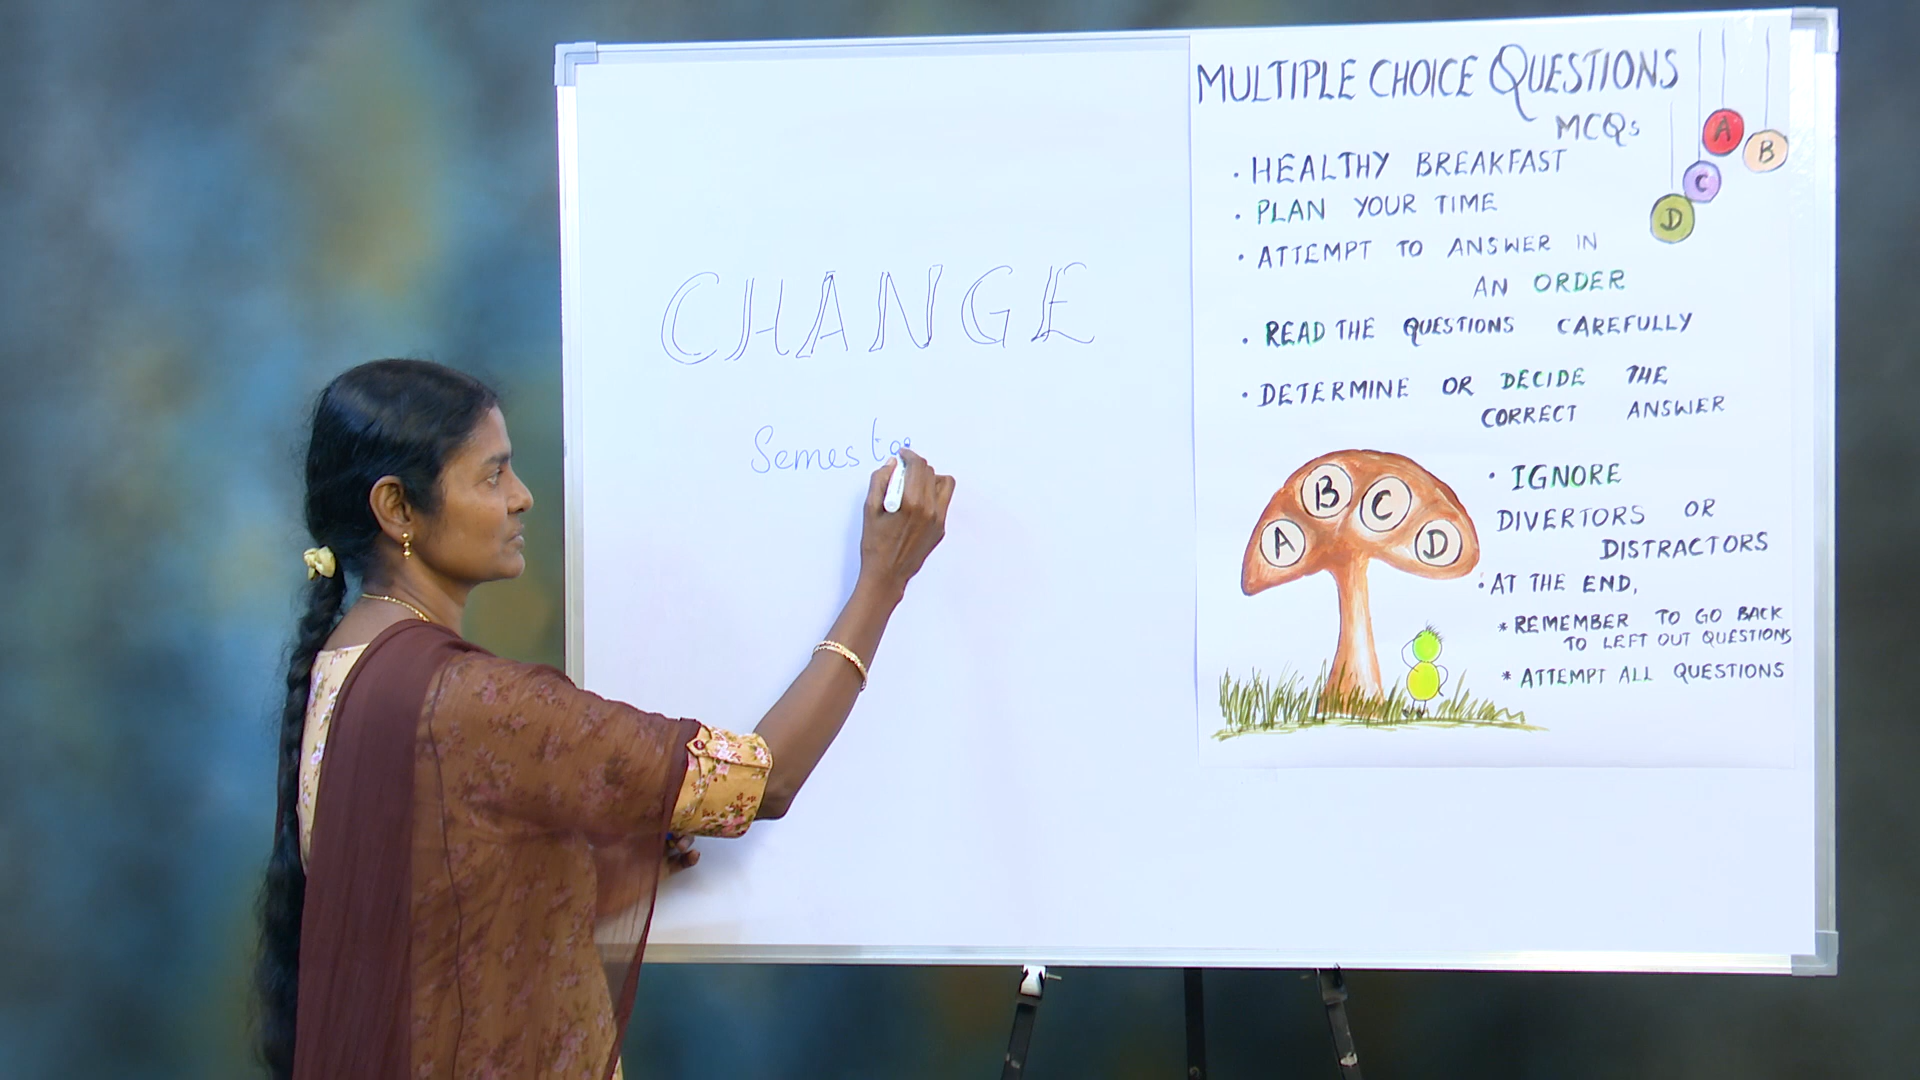 CHANGE
MULTIPLE CHOICE QUESTIONS
MCQs
A
B
C
D
• HEALTHY BREAKFAST
• PLAN YOUR TIME
• ATTEMPT TO ANSWER IN
AN ORDER
• READ THE QUESTIONS CAREFULLY
• DETERMINE OR DECIDE THE
CORRECT ANSWER
A B C D
• IGNORE
DIVERTORS OR
DISTRACTORS
• AT THE END,
* REMEMBER TO GO BACK
TO LEFT OUT QUESTIONS
* ATTEMPT ALL QUESTIONS